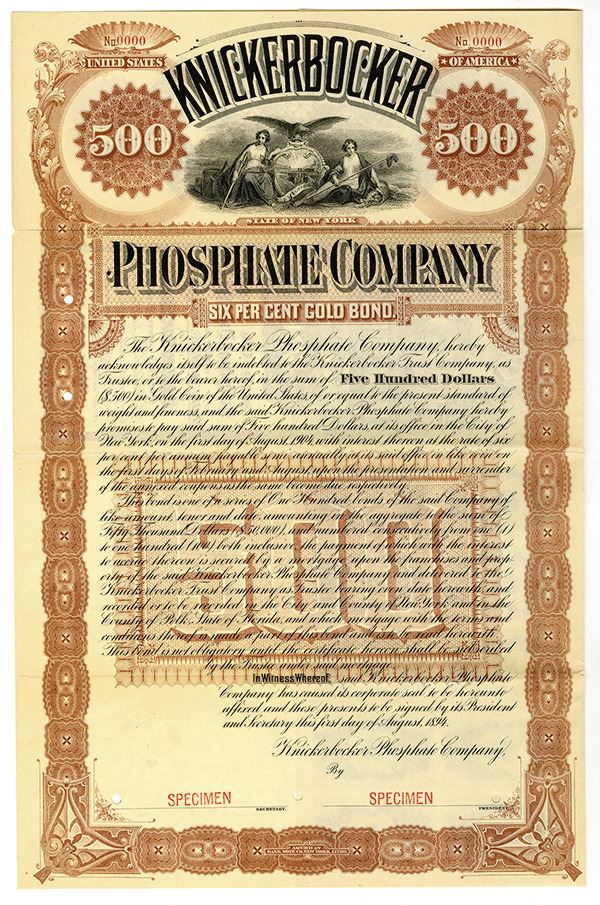 No 0000
No. 0000
UNITED STATES
OF AMERICA
KNICKERBOCKER
500
500
STATE OF NEW YORK
PHOSPHATE COMPANY
SIX PER CENT GOLD BOND.
The Knickerbocker Phosphate Company, hereby
acknowledges itself to be indebted to the Knickerbocker Trust Company, as
Trustee, or to the bearer hereof, in the sum of Five Hundred Dollars
($500) in Gold Coin of the United States, of or equal to the present standard of
weight and fineness, and the said Knickerbocker Phosphate Company hereby
promises to pay said sum of Five Hundred Dollars, at its office in the City of
New York, on the first day of August, 1904, with interest thereon at the rate of six
per cent per annum, payable semi annually at its said office in like coin on
the first days of February and August upon the presentation and surrender
of the annexed coupons as the same become due respectively.
This bond is one of a series of One Hundred bonds of the said Company of
like amount, tenor and date, amounting in the aggregate to the sum of
Fifty Thousand Dollars ($50,000) and numbered consecutively from one (1)
to one hundred (100) both inclusive, the payment of which with the interest
to accrue thereon is secured by a mortgage upon the franchises and prop-
erty of the said Knickerbocker Phosphate Company and delivered to the
Knickerbocker Trust Company as Trustee bearing even date herewith and
recorded or to be recorded in the City and County of New York and in the
County of Polk, State of Florida, and which mortgage with its terms and
conditions thereof is made a part of this bond and is to be read herewith.
This bond is not obligatory until the certificate hereon shall be subscribed
by the Trustee under said mortgage.
In Witness Whereof, said Knickerbocker Phosphate
Company has caused its corporate seal to be hereunto
affixed and these presents to be signed by its President
and Secretary this first day of August, 1894.
Knickerbocker Phosphate Company.
By
SPECIMEN
SPECIMEN
SECRETARY.
PRESIDENT.
AMERICAN
BANK NOTE CO. NEW YORK, LITHO